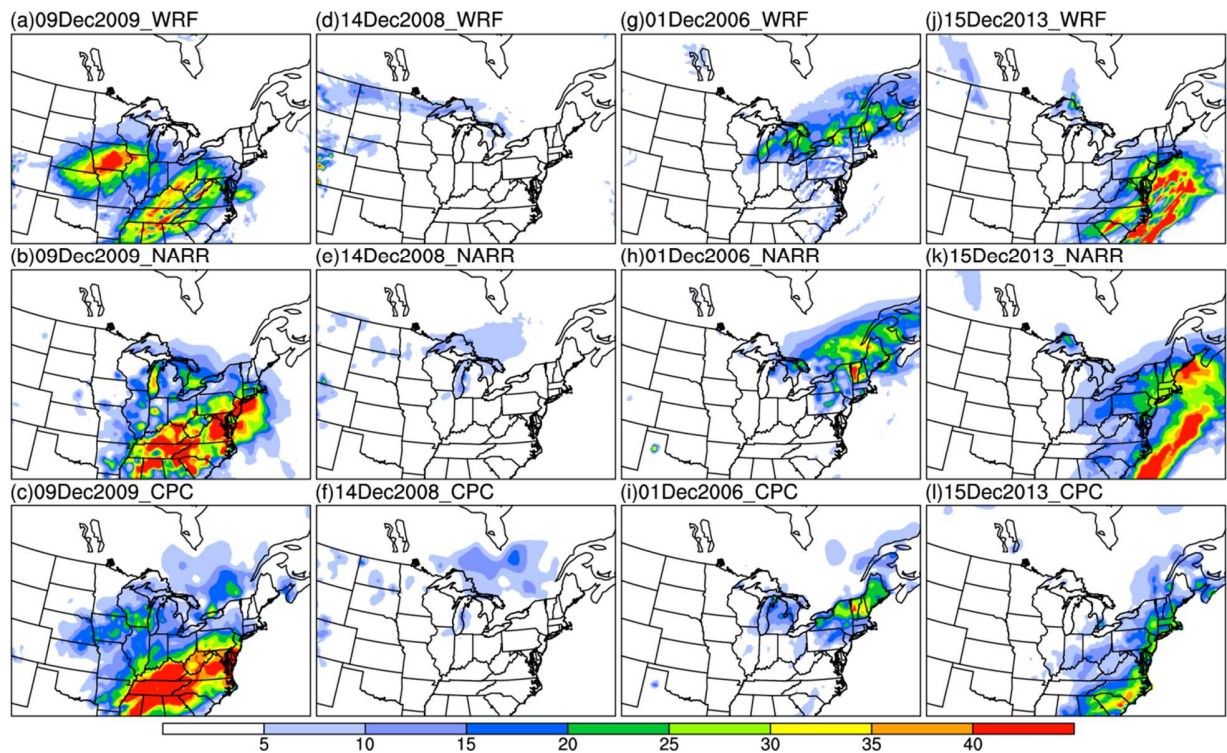 (a)09Dec2009_WRF
(d)14Dec2008_WRF
(g)01Dec2006_WRF
(j)15Dec2013_WRF
(b)09Dec2009_NARR
(e)14Dec2008_NARR
(h)01Dec2006_NARR
(k)15Dec2013_NARR
(c)09Dec2009_CPC
(f)14Dec2008_CPC
(i)01Dec2006_CPC
(l)15Dec2013_CPC
5 10 15 20 25 30 35 40